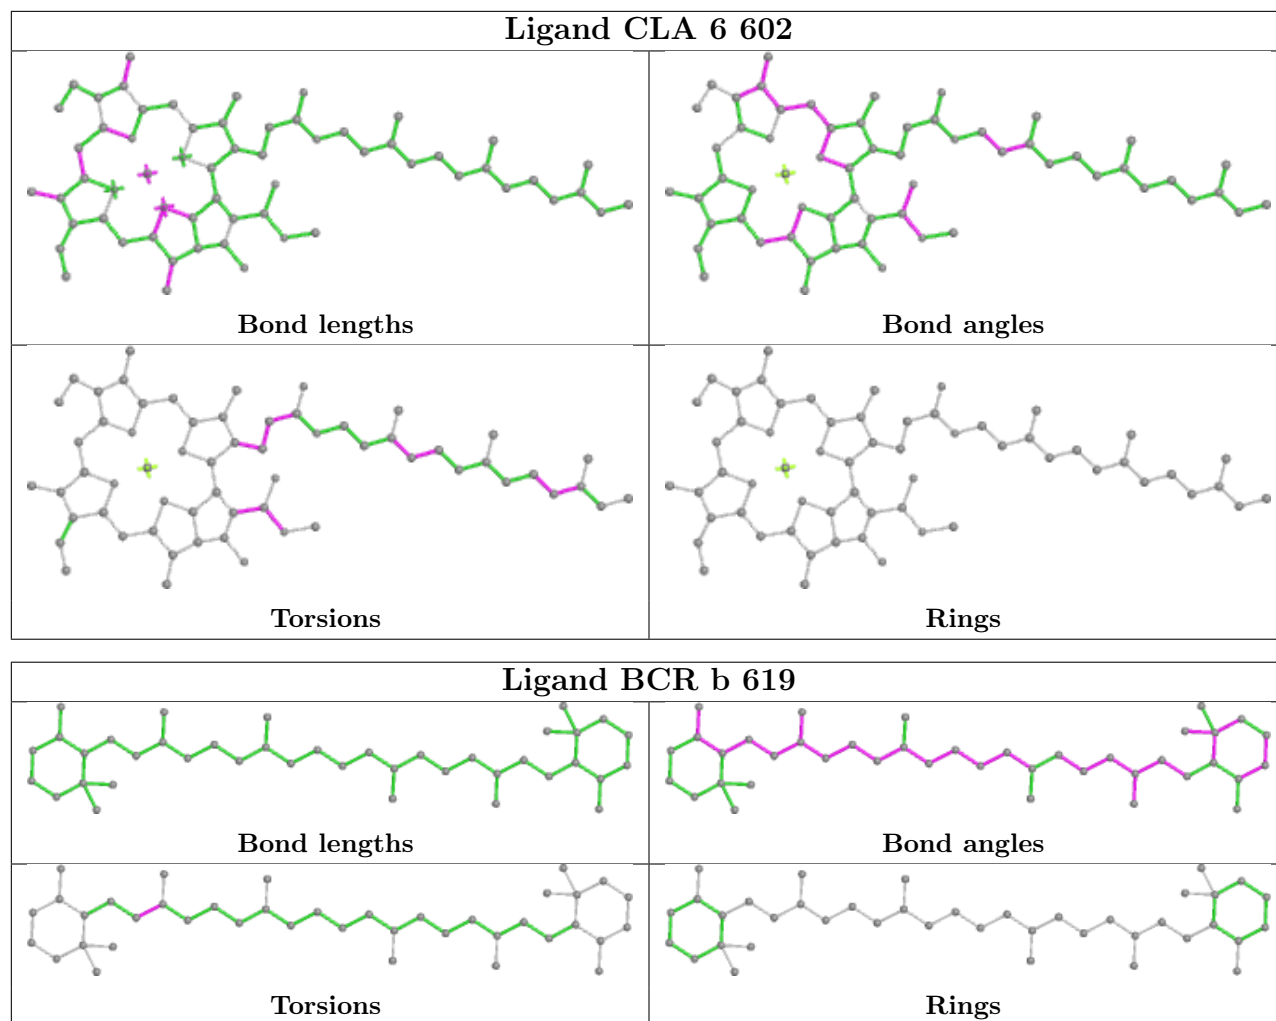 Ligand CLA 6 602
Bond lengths
Bond angles
Torsions
Rings
Ligand BCR b 619
Bond lengths
Bond angles
Torsions
Rings